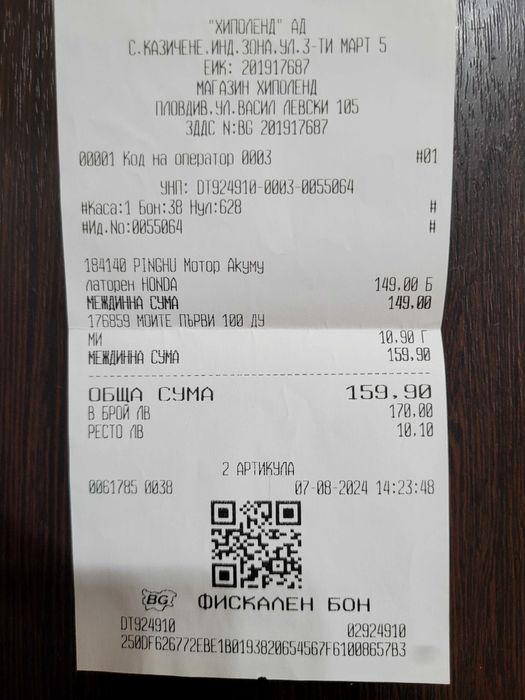 "ХИПОЛЕНД" АД
С.КАЗИЧЕНЕ.ИНД.ЗОНА.УЛ.3-ТИ МАРТ 5
ЕИК: 201917687
МАГАЗИН ХИПОЛЕНД
ПЛОВДИВ.УЛ.ВАСИЛ ЛЕВСКИ 105
ЗДДС N:BG 201917687
00001 Код на оператор 0003 #01
УНП: DT924910-0003-0055064
#Каса:1 Бон:38 Нул:628 #
#Ид.No:0055064 #
184140 PINGHU Мотор Акуму
латорен HONDA 149.00 Б
МЕЖДИННА СУМА 149.00
176859 МОИТЕ ПЪРВИ 100 ДУ
МИ 10.90 Г
МЕЖДИННА СУМА 159.90
ОБЩА СУМА 159.90
В БРОЙ ЛВ 170.00
РЕСТО ЛВ 10.10
2 АРТИКУЛА
0061785 0038 07-08-2024 14:23:48
BG ФИСКАЛЕН БОН
DT924910 02924910
250DF626772EBE1B0193820654567F61008657B3